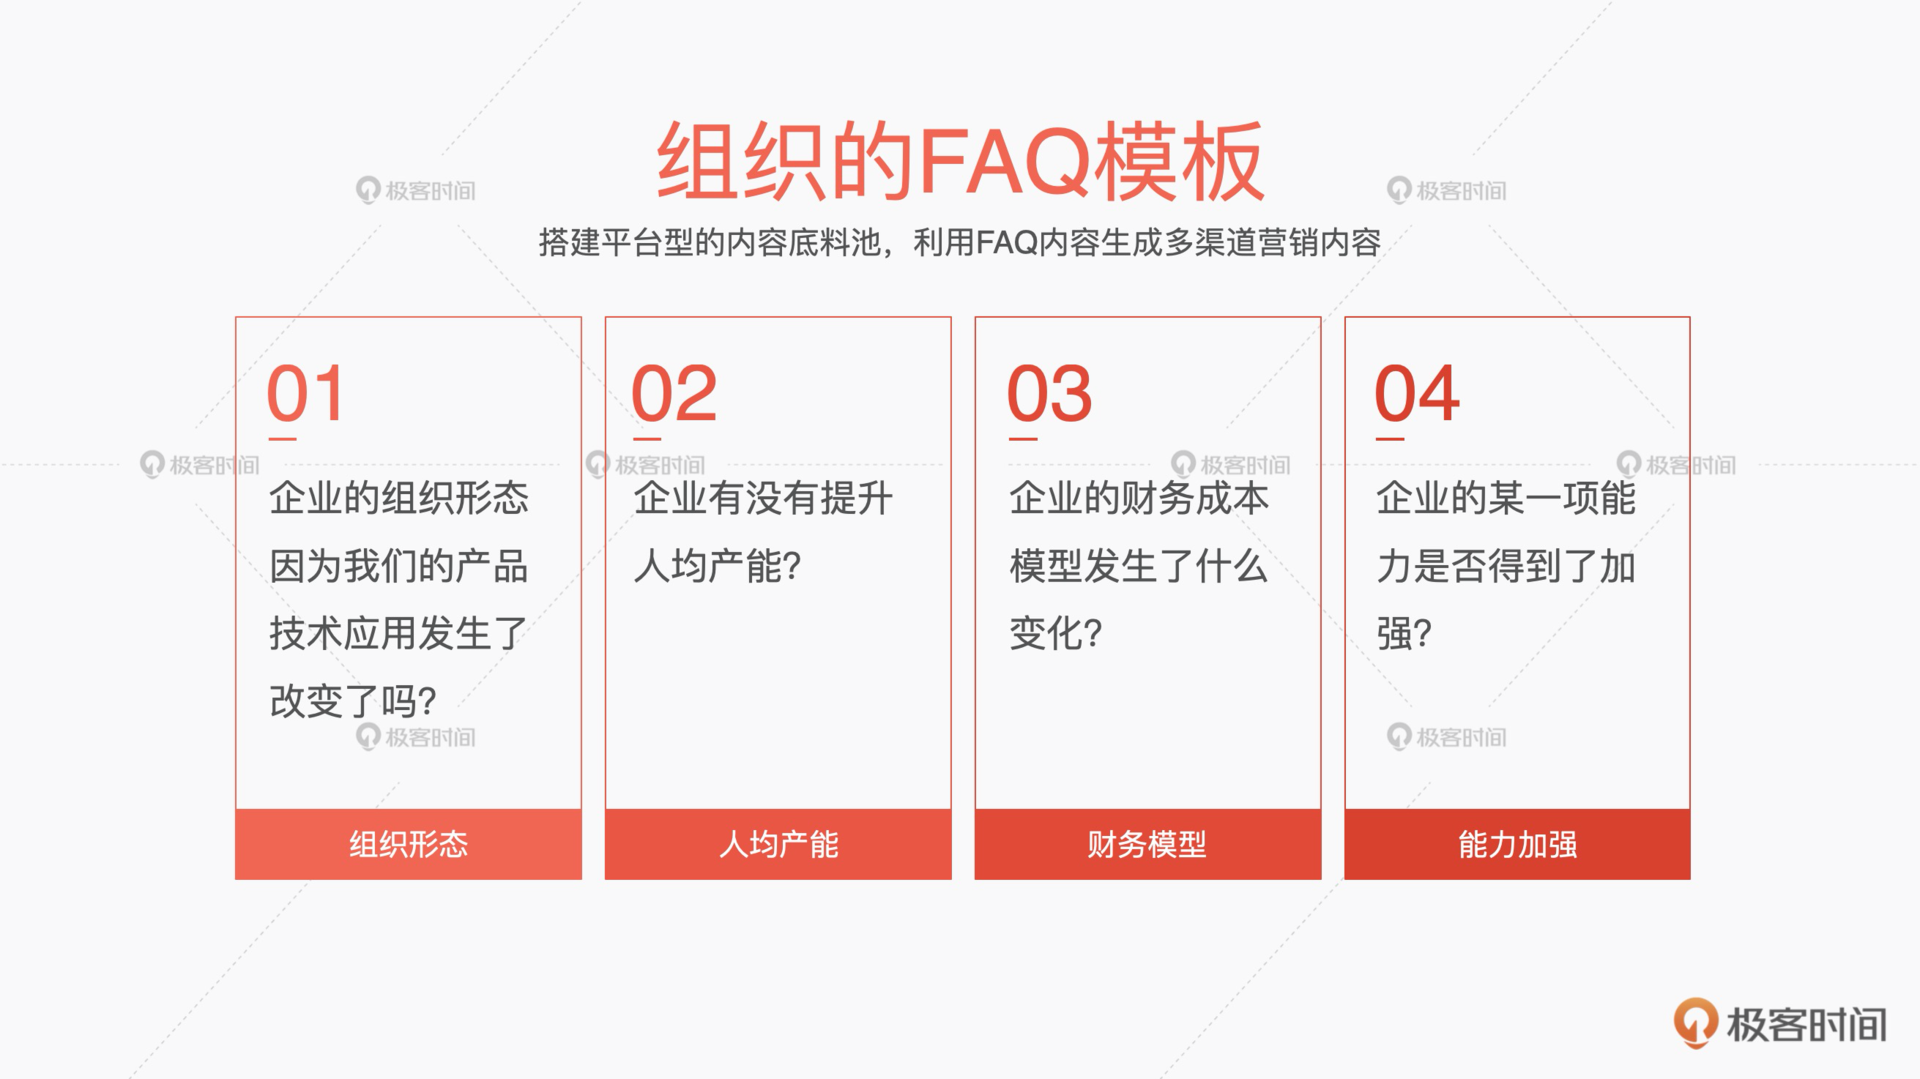 组织的FAQ模板
极客时间
极客时间
搭建平台型的内容底料池，利用FAQ内容生成多渠道营销内容
01
02
03
04
极客时间
极客时间
极客时间
极客时间
企业的组织形态
因为我们的产品
技术应用发生了
改变了吗?
企业有没有提升
人均产能?
企业的财务成本
模型发生了什么
变化?
企业的某一项能
力是否得到了加
强?
极客时间
极客时间
组织形态
人均产能
财务模型
能力加强
极客时间